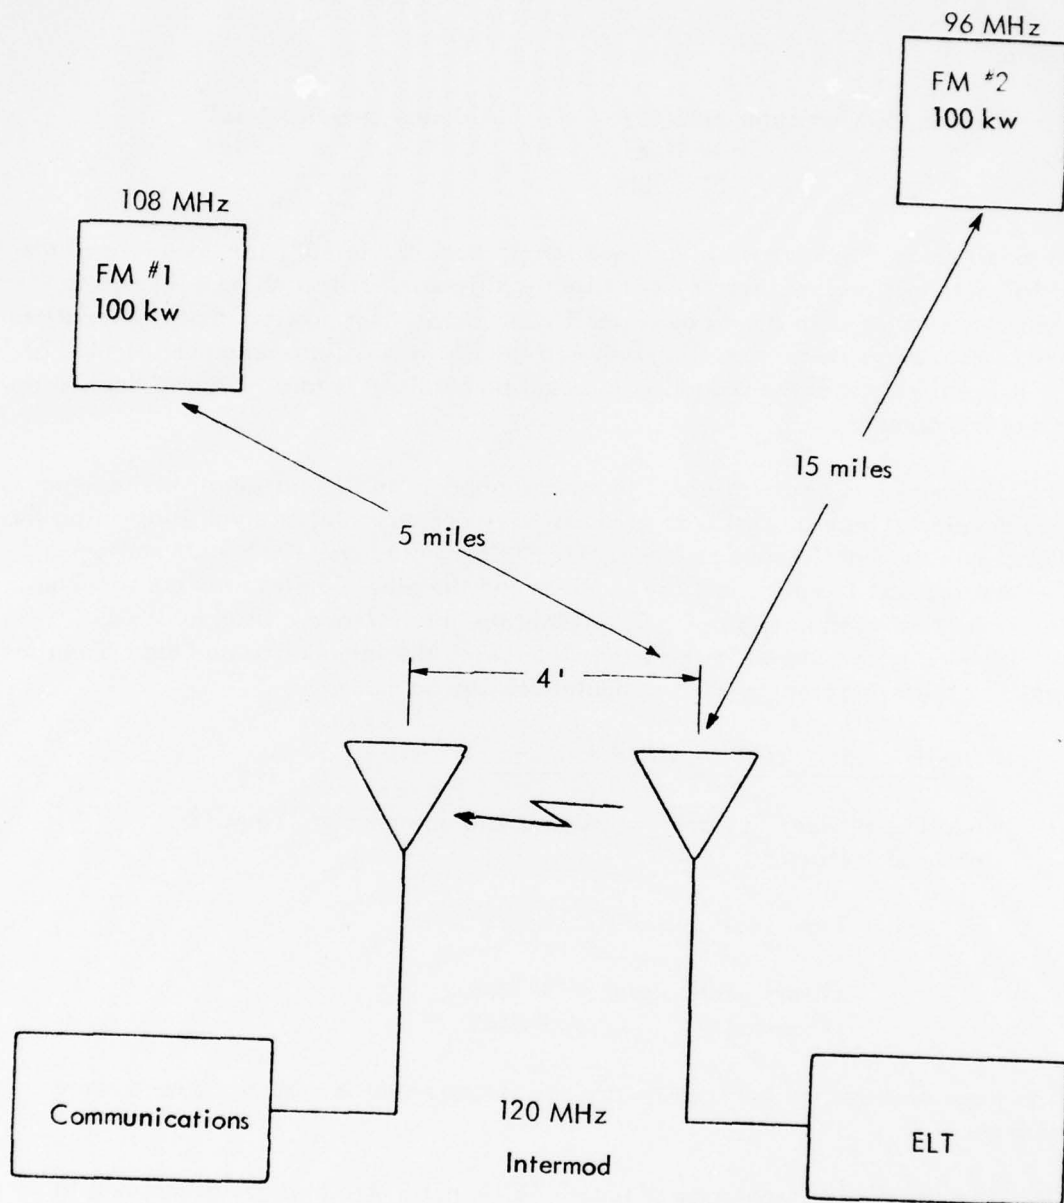 96 MHz
FM #2
100 kw
108 MHz
FM #1
100 kw
15 miles
5 miles
4'
Communications
120 MHz
Intermod
ELT